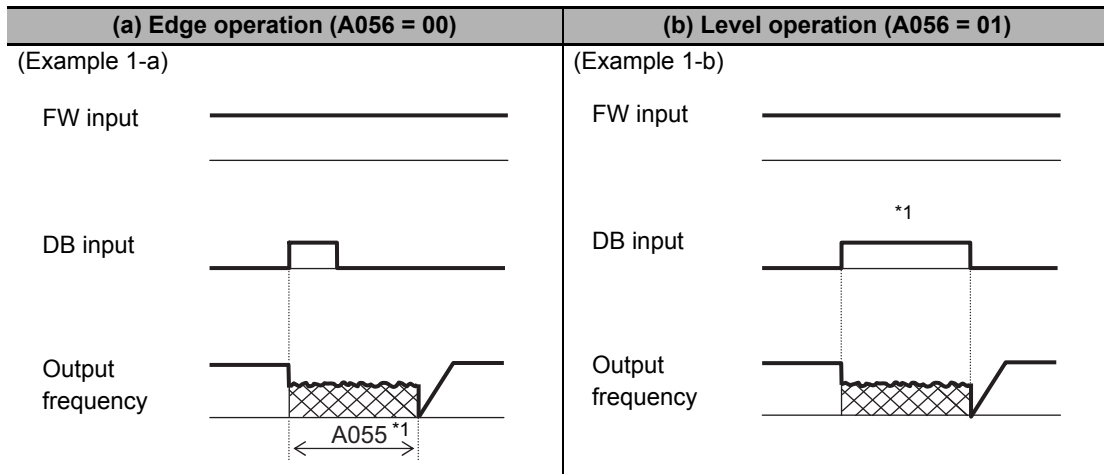 (a) Edge operation (A056 = 00)
(b) Level operation (A056 = 01)
(Example 1-a)
FW input
DB input
Output
frequency
A055 *1
(Example 1-b)
FW input
*1
DB input
Output
frequency